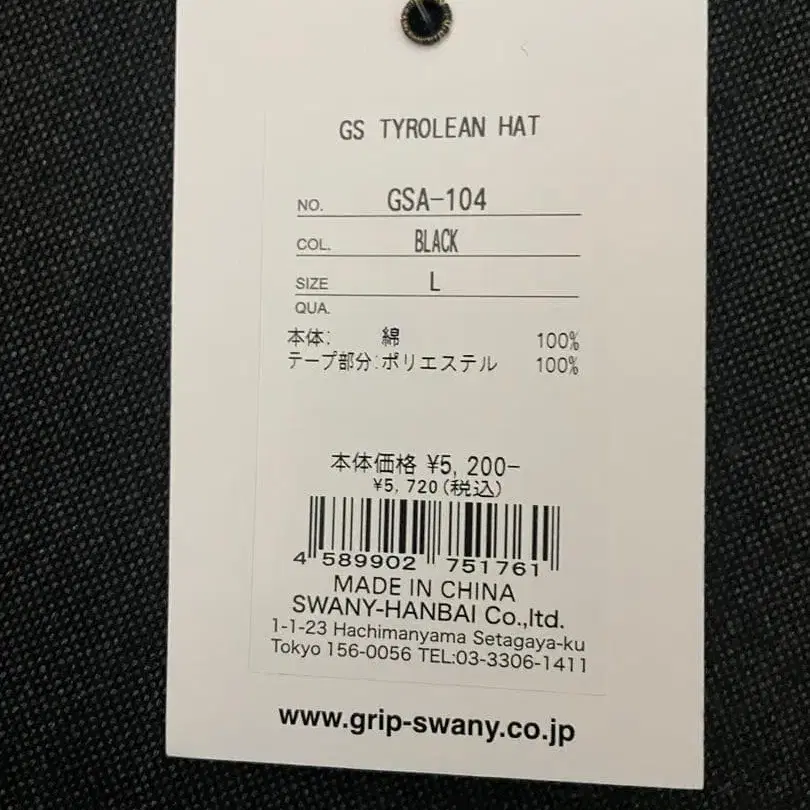 GS TYROLEAN HAT
NO. GSA-104
COL. BLACK
SIZE L
QUA.
本体: 綿 100%
テープ部分:ポリエステル 100%
本体価格 ¥5,200-
¥5,720(税込)
4 589902 751761
MADE IN CHINA
SWANY-HANBAI Co.,ltd.
1-1-23 Hachimanyama Setagaya-ku
Tokyo 156-0056 TEL:03-3306-1411
www.grip-swany.co.jp